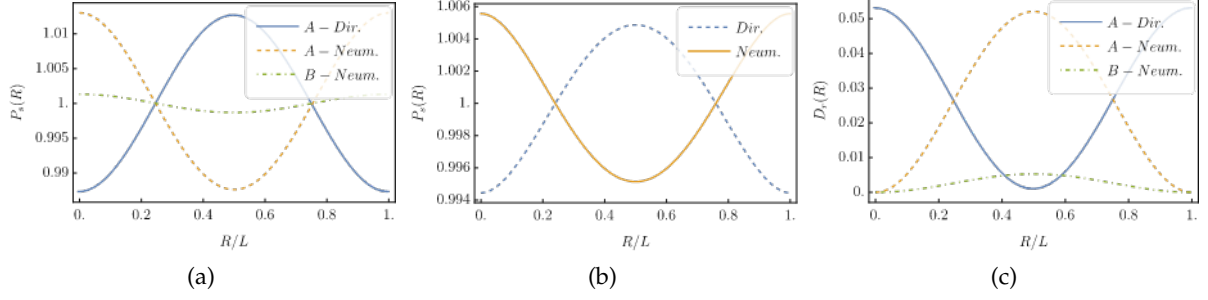 1.01
1.005
1.
0.995
0.99
0. 0.2 0.4 0.6 0.8 1.
P_s(R)
R/L
A − Dir.
A − Neum.
B − Neum.
(a)
1.006
1.004
1.002
1.
0.998
0.996
0.994
0. 0.2 0.4 0.6 0.8 1.
P_s(R)
R/L
Dir.
Neum.
(b)
0.05
0.04
0.03
0.02
0.01
0.
0. 0.2 0.4 0.6 0.8 1.
R/L
A − Dir.
A − Neum.
B − Neum.
(c)